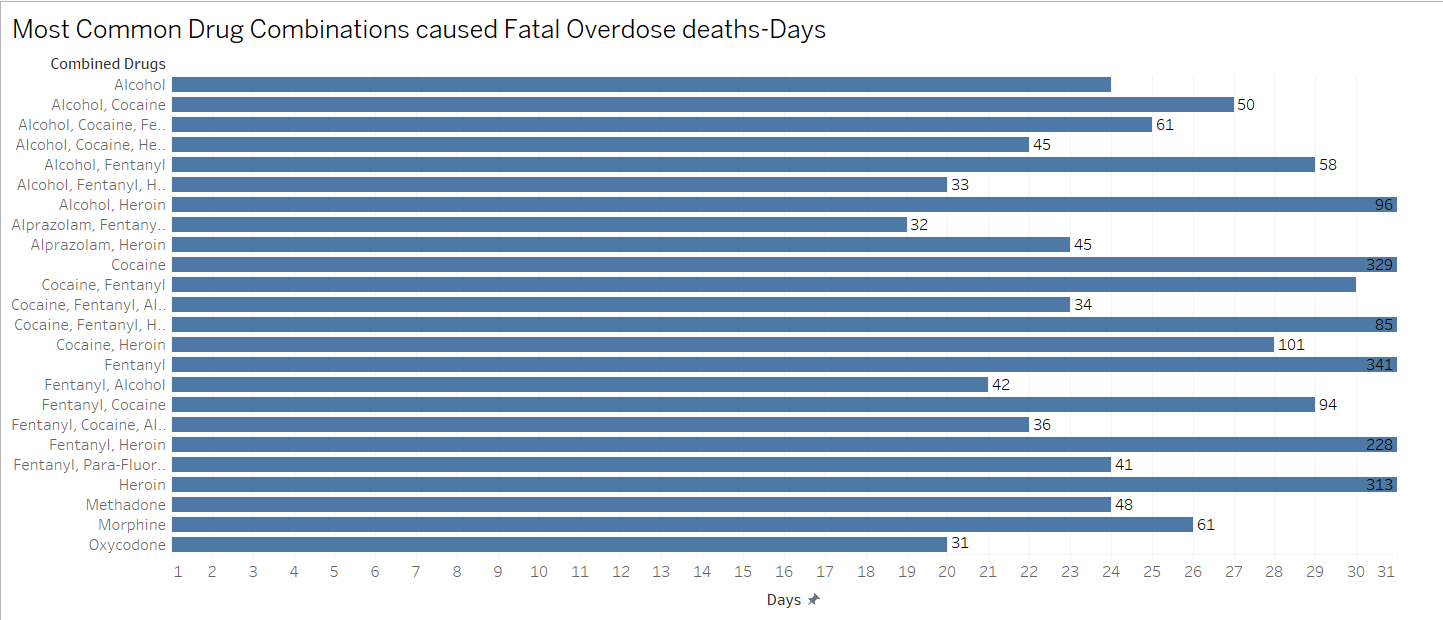 Most Common Drug Combinations caused Fatal Overdose deaths-Days
Combined Drugs
Alcohol
Alcohol, Cocaine 50
Alcohol, Cocaine, Fe.. 61
Alcohol, Cocaine, He.. 45
Alcohol, Fentanyl 58
Alcohol, Fentanyl, H.. 33
Alcohol, Heroin 96
Alprazolam, Fentany.. 32
Alprazolam, Heroin 45
Cocaine 329
Cocaine, Fentanyl
Cocaine, Fentanyl, Al.. 34
Cocaine, Fentanyl, H.. 85
Cocaine, Heroin 101
Fentanyl 341
Fentanyl, Alcohol 42
Fentanyl, Cocaine 94
Fentanyl, Cocaine, Al.. 36
Fentanyl, Heroin 228
Fentanyl, Para-Fluor.. 41
Heroin 313
Methadone 48
Morphine 61
Oxycodone 31
1 2 3 4 5 6 7 8 9 10 11 12 13 14 15 16 17 18 19 20 21 22 23 24 25 26 27 28 29 30 31
Days